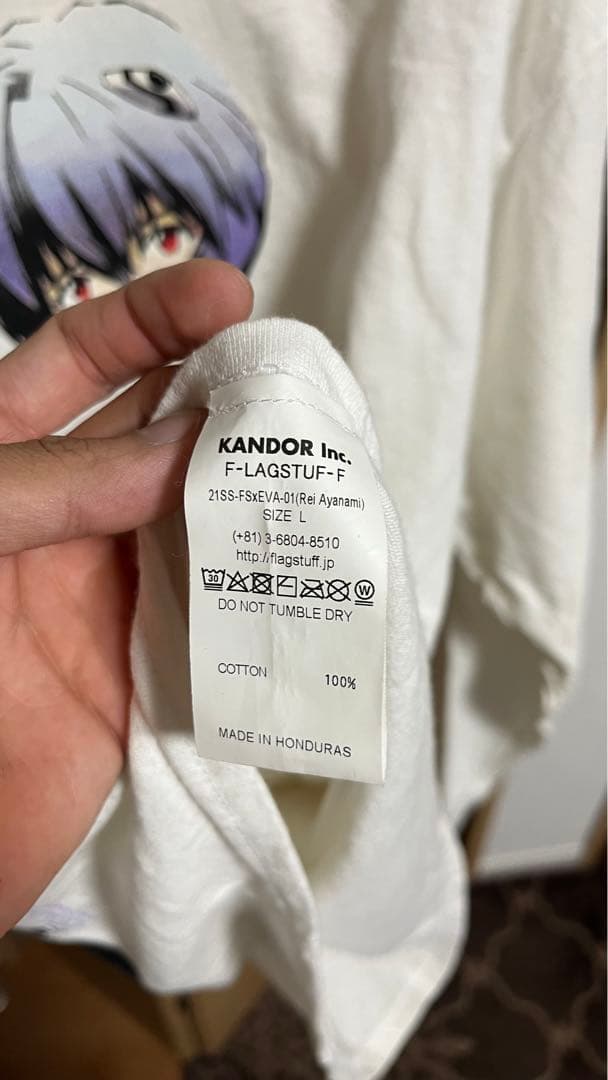 KANDOR Inc.
F-LAGSTUF-F
21SS-FSxEVA-01(Rei Ayanami)
SIZE L
(+81) 3-6804-8510
http://flagstuff.jp
30 W
DO NOT TUMBLE DRY
COTTON 100%
MADE IN HONDURAS